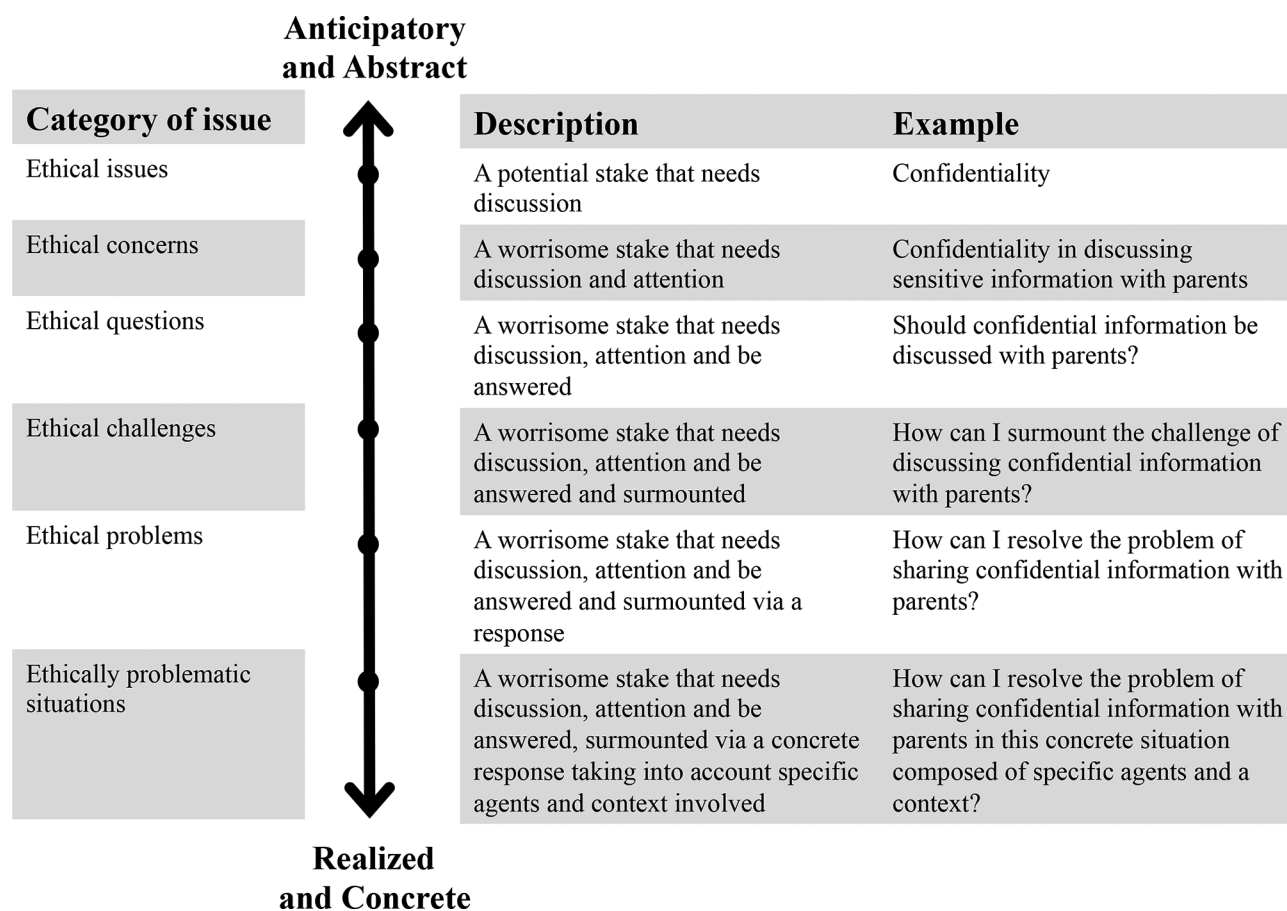 Anticipatory
and Abstract
Category of issue
Description
Example
Ethical issues
A potential stake that needs
discussion
Confidentiality
Ethical concerns
A worrisome stake that needs
discussion and attention
Confidentiality in discussing
sensitive information with parents
Ethical questions
A worrisome stake that needs
discussion, attention and be
answered
Should confidential information be
discussed with parents?
Ethical challenges
A worrisome stake that needs
discussion, attention and be
answered and surmounted
How can I surmount the challenge of
discussing confidential information
with parents?
Ethical problems
A worrisome stake that needs
discussion, attention and be
answered and surmounted via a
response
How can I resolve the problem of
sharing confidential information with
parents?
Ethically problematic
situations
A worrisome stake that needs
discussion, attention and be
answered, surmounted via a concrete
response taking into account specific
agents and context involved
How can I resolve the problem of
sharing confidential information with
parents in this concrete situation
composed of specific agents and a
context?
Realized
and Concrete